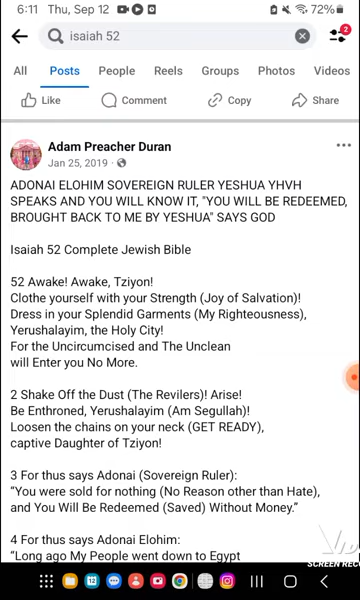 6:11 Thu, Sep 12 72%
isaiah 52
2
All Posts People Reels Groups Photos Videos
Like Comment Copy Share
Adam Preacher Duran
Jan 25, 2019 ·
ADONAI ELOHIM SOVEREIGN RULER YESHUA YHVH
SPEAKS AND YOU WILL KNOW IT, "YOU WILL BE REDEEMED,
BROUGHT BACK TO ME BY YESHUA" SAYS GOD
Isaiah 52 Complete Jewish Bible
52 Awake! Awake, Tziyon!
Clothe yourself with your Strength (Joy of Salvation)!
Dress in your Splendid Garments (My Righteousness),
Yerushalayim, the Holy City!
For the Uncircumcised and The Unclean
will Enter you No More.
2 Shake Off the Dust (The Revilers)! Arise!
Be Enthroned, Yerushalayim (Am Segullah)!
Loosen the chains on your neck (GET READY),
captive Daughter of Tziyon!
3 For thus says Adonai (Sovereign Ruler):
“You were sold for nothing (No Reason other than Hate),
and You Will Be Redeemed (Saved) Without Money.”
4 For thus says Adonai Elohim:
“Long ago My People went down to Egypt
SCREEN REC
12